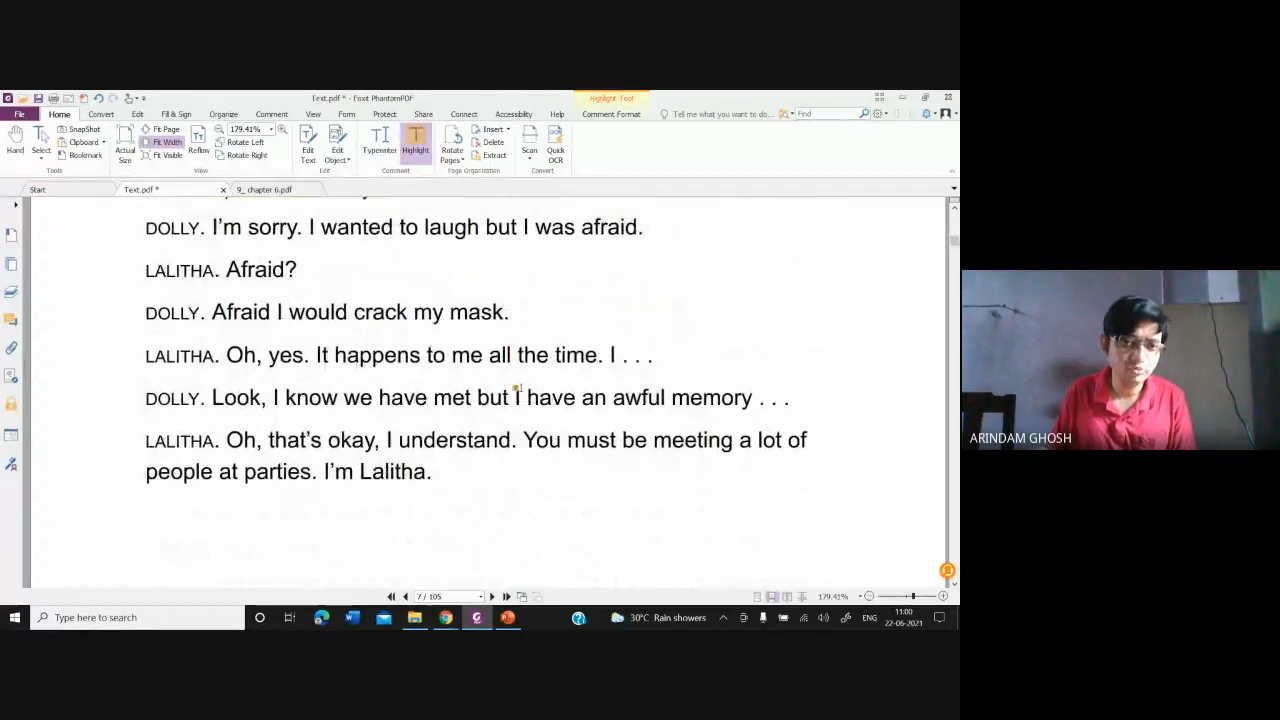 Text.pdf * - Foxit PhantomPDF
Highlight Tool
File Home Convert Edit Fill & Sign Organize Comment View Form Protect Share Connect Accessibility Help Comment Format Tell me what you want to do... Find
Hand
Select
SnapShot
Clipboard
Bookmark
Tools
Actual Size
Fit Page
Fit Width
Fit Visible
Reflow
179.41%
Rotate Left
Rotate Right
View
Edit Text
Edit Object
Edit
Typewriter
Highlight
Comment
Rotate Pages
Insert
Delete
Extract
Page Organization
Scan
Quick OCR
Convert
Start Text.pdf * 9_ chapter 6.pdf
DOLLY. I'm sorry. I wanted to laugh but I was afraid.
LALITHA. Afraid?
DOLLY. Afraid I would crack my mask.
LALITHA. Oh, yes. It happens to me all the time. I . . .
DOLLY. Look, I know we have met but I have an awful memory . . .
LALITHA. Oh, that's okay, I understand. You must be meeting a lot of
people at parties. I'm Lalitha.
7 / 105
179.41%
Type here to search
30°C Rain showers
ENG
11:00
22-06-2021
ARINDAM GHOSH